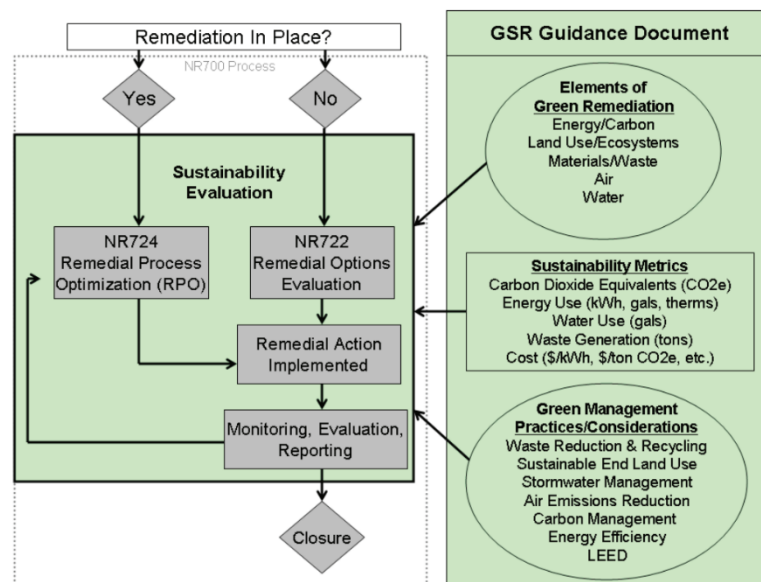 Remediation In Place?
NR700 Process
Yes
No
Sustainability
Evaluation
NR724
Remedial Process
Optimization (RPO)
NR722
Remedial Options
Evaluation
Remedial Action
Implemented
Monitoring, Evaluation,
Reporting
Closure
GSR Guidance Document
Elements of
Green Remediation
Energy/Carbon
Land Use/Ecosystems
Materials/Waste
Air
Water
Sustainability Metrics
Carbon Dioxide Equivalents (CO2e)
Energy Use (kWh, gals, therms)
Water Use (gals)
Waste Generation (tons)
Cost ($/kWh, $/ton CO2e, etc.)
Green Management
Practices/Considerations
Waste Reduction & Recycling
Sustainable End Land Use
Stormwater Management
Air Emissions Reduction
Carbon Management
Energy Efficiency
LEED